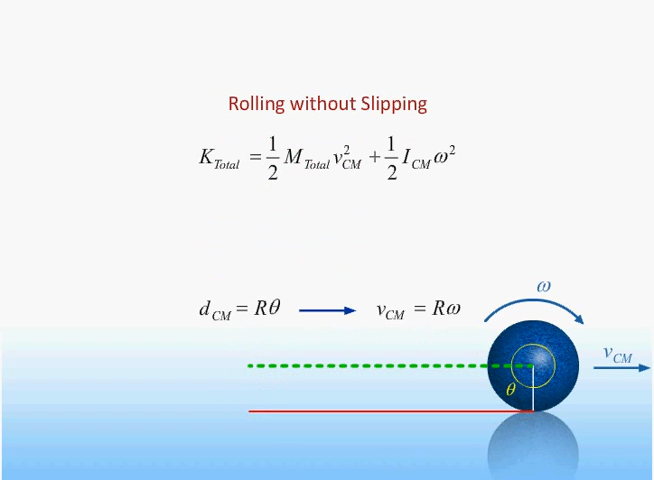 Rolling without Slipping
K_Total = 1/2 M_Total v_CM^2 + 1/2 I_CM ω^2
ω
d_CM = Rθ → v_CM = Rω
v_CM
θ